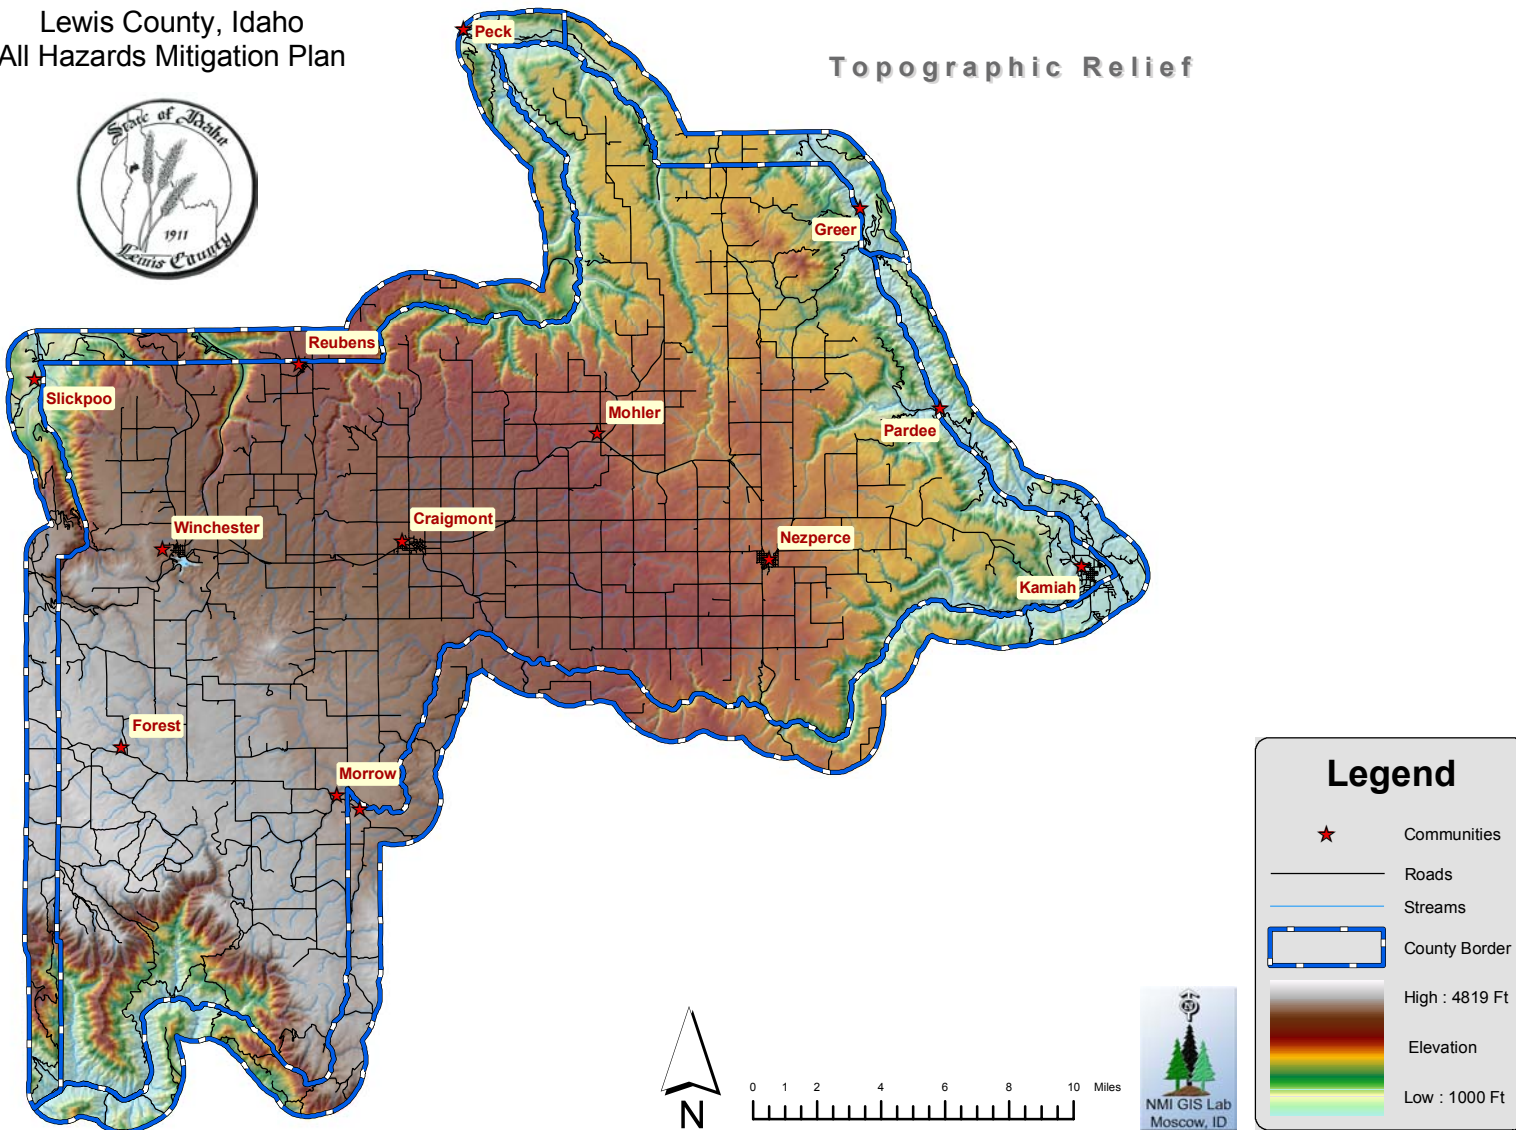 Lewis County, Idaho
All Hazards Mitigation Plan
Topographic Relief
State of Idaho
1911
Lewis County
Peck
Greer
Reubens
Slickpoo
Mohler
Pardee
Winchester
Craigmont
Nezperce
Kamiah
Forest
Morrow
Legend
Communities
Roads
Streams
County Border
High : 4819 Ft
Elevation
Low : 1000 Ft
N
0 1 2 4 6 8 10 Miles
N
NMI GIS Lab
Moscow, ID